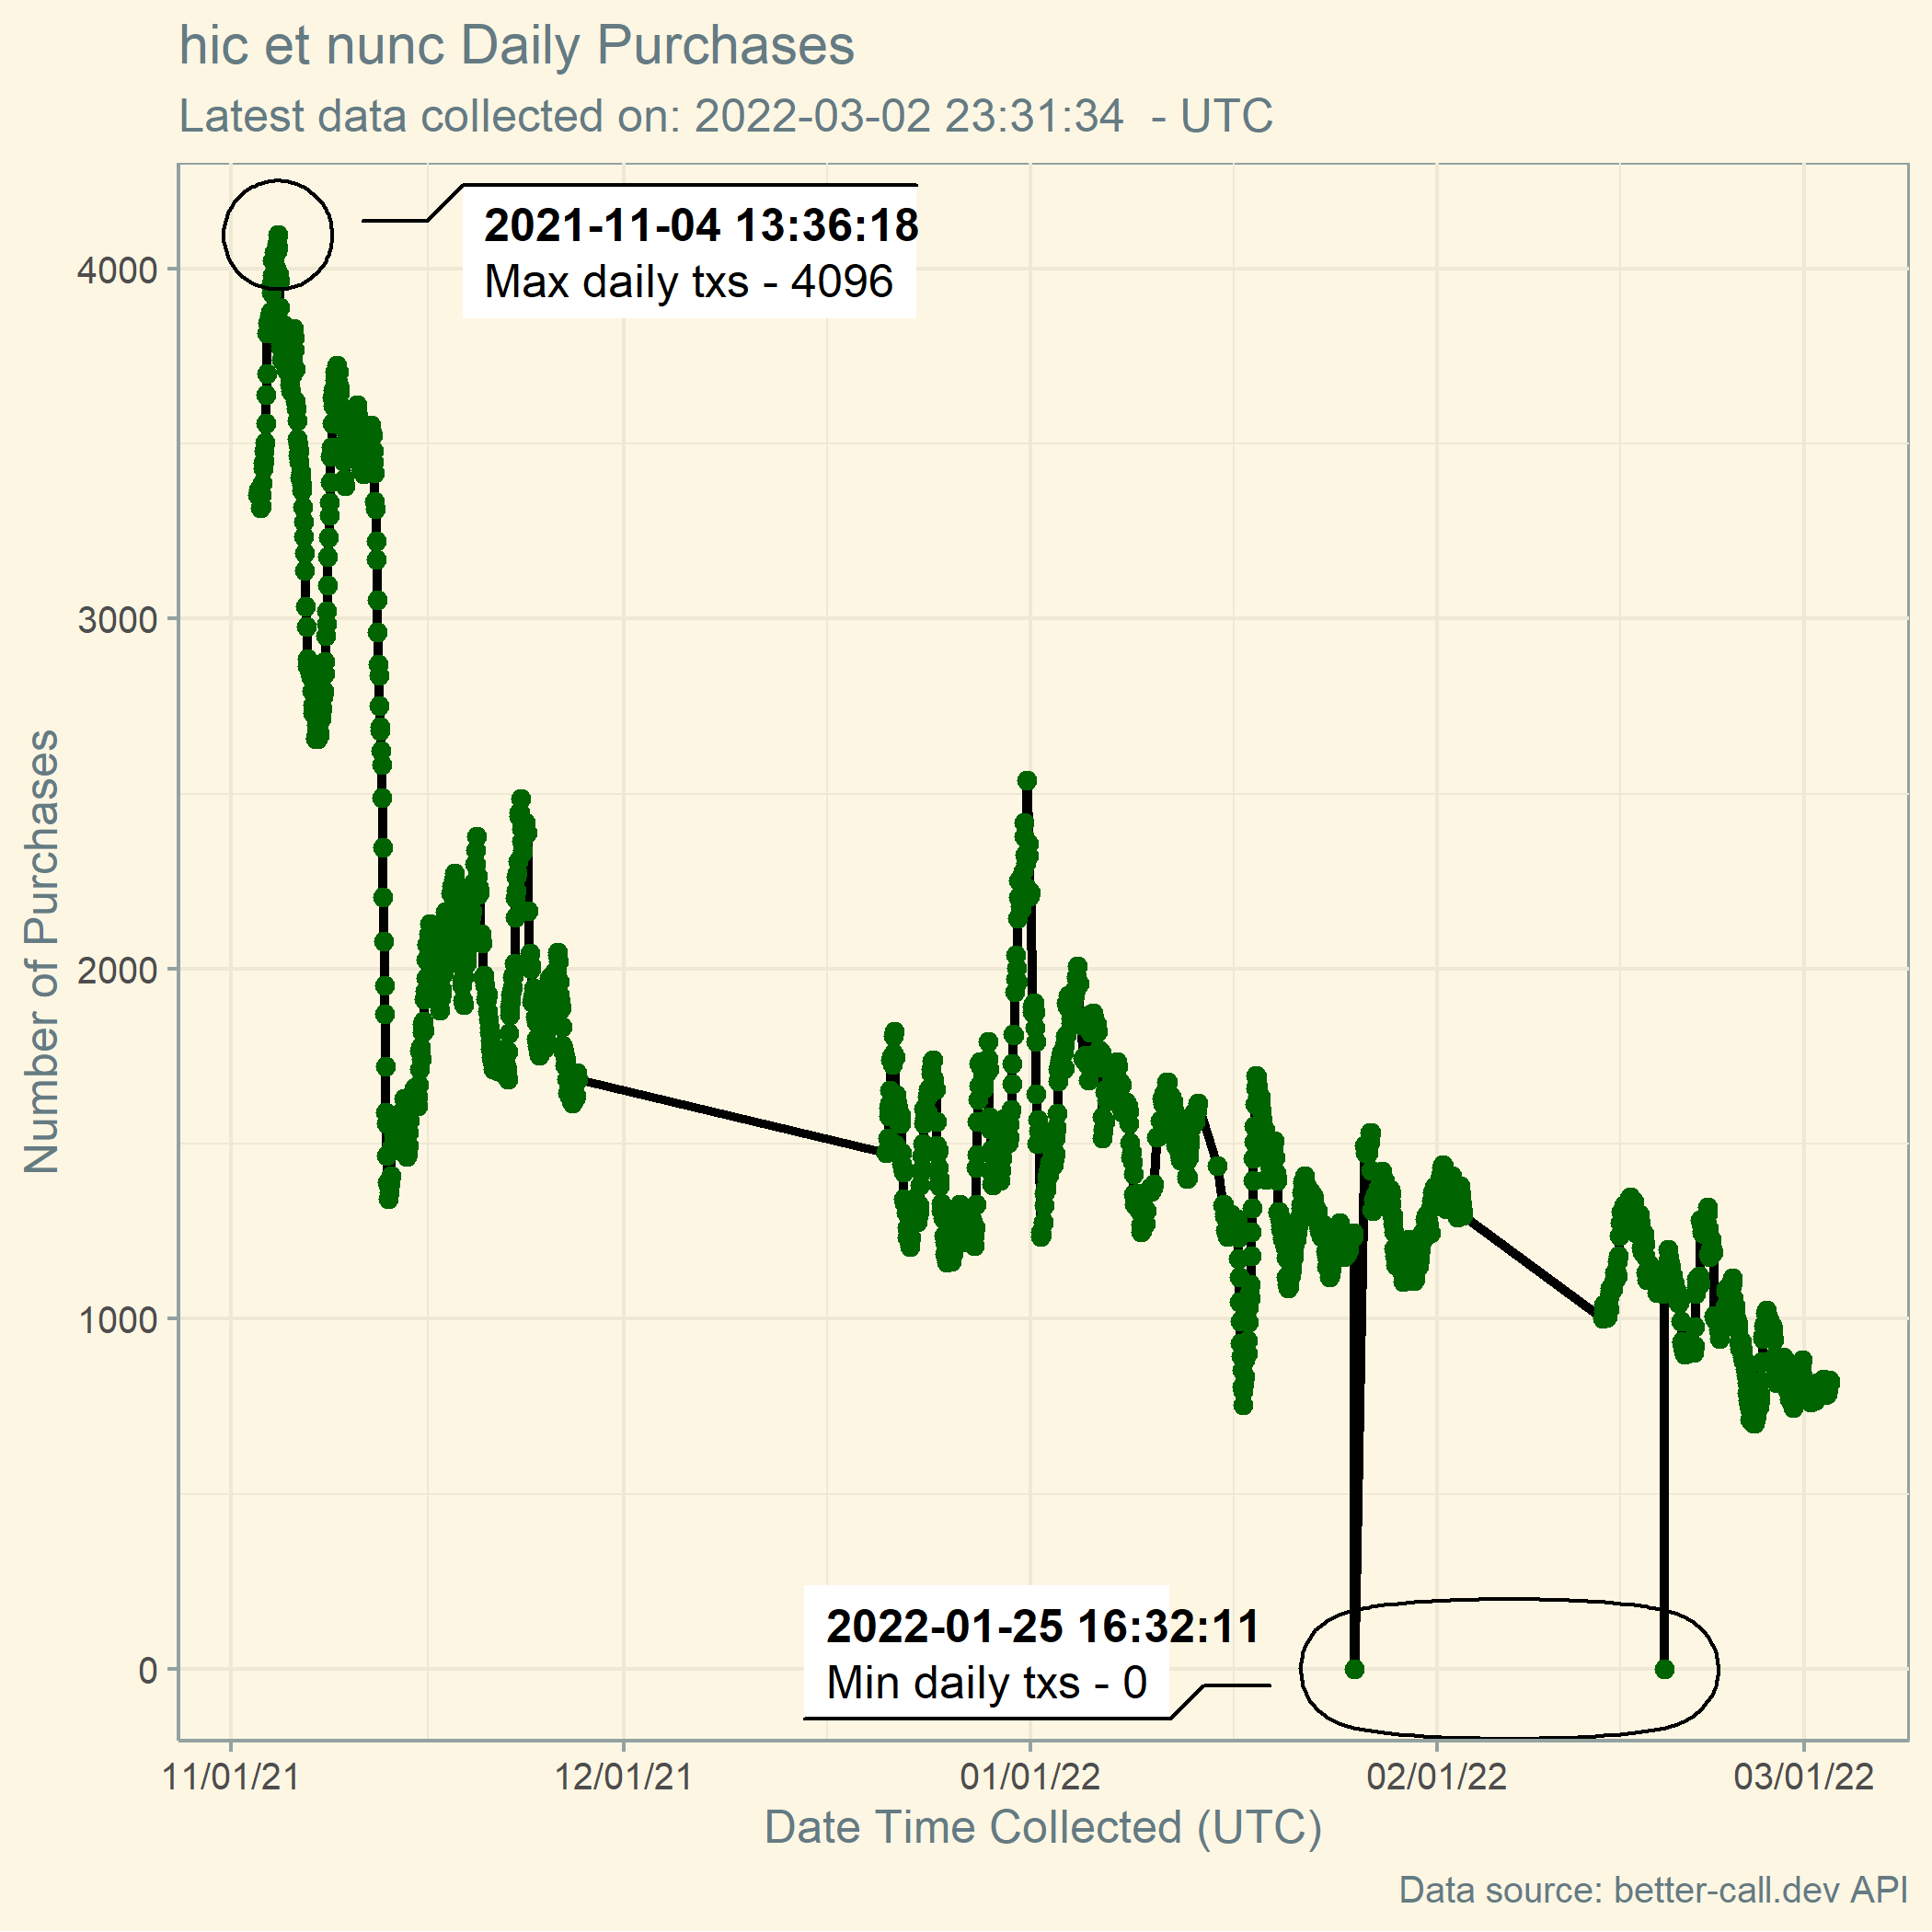 hic et nunc Daily Purchases
Latest data collected on: 2022-03-02 23:31:34 - UTC
2021-11-04 13:36:18
Max daily txs - 4096
4000
3000
2000
1000
0
Number of Purchases
2022-01-25 16:32:11
Min daily txs - 0
11/01/21 12/01/21 01/01/22 02/01/22 03/01/22
Date Time Collected (UTC)
Data source: better-call.dev API